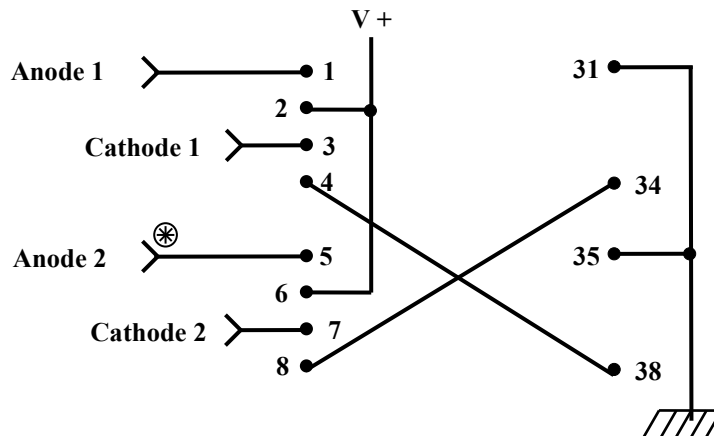 V +
Anode 1 1 31
2
Cathode 1 3
4 34
Anode 2 5 35
6
Cathode 2 7
8 38